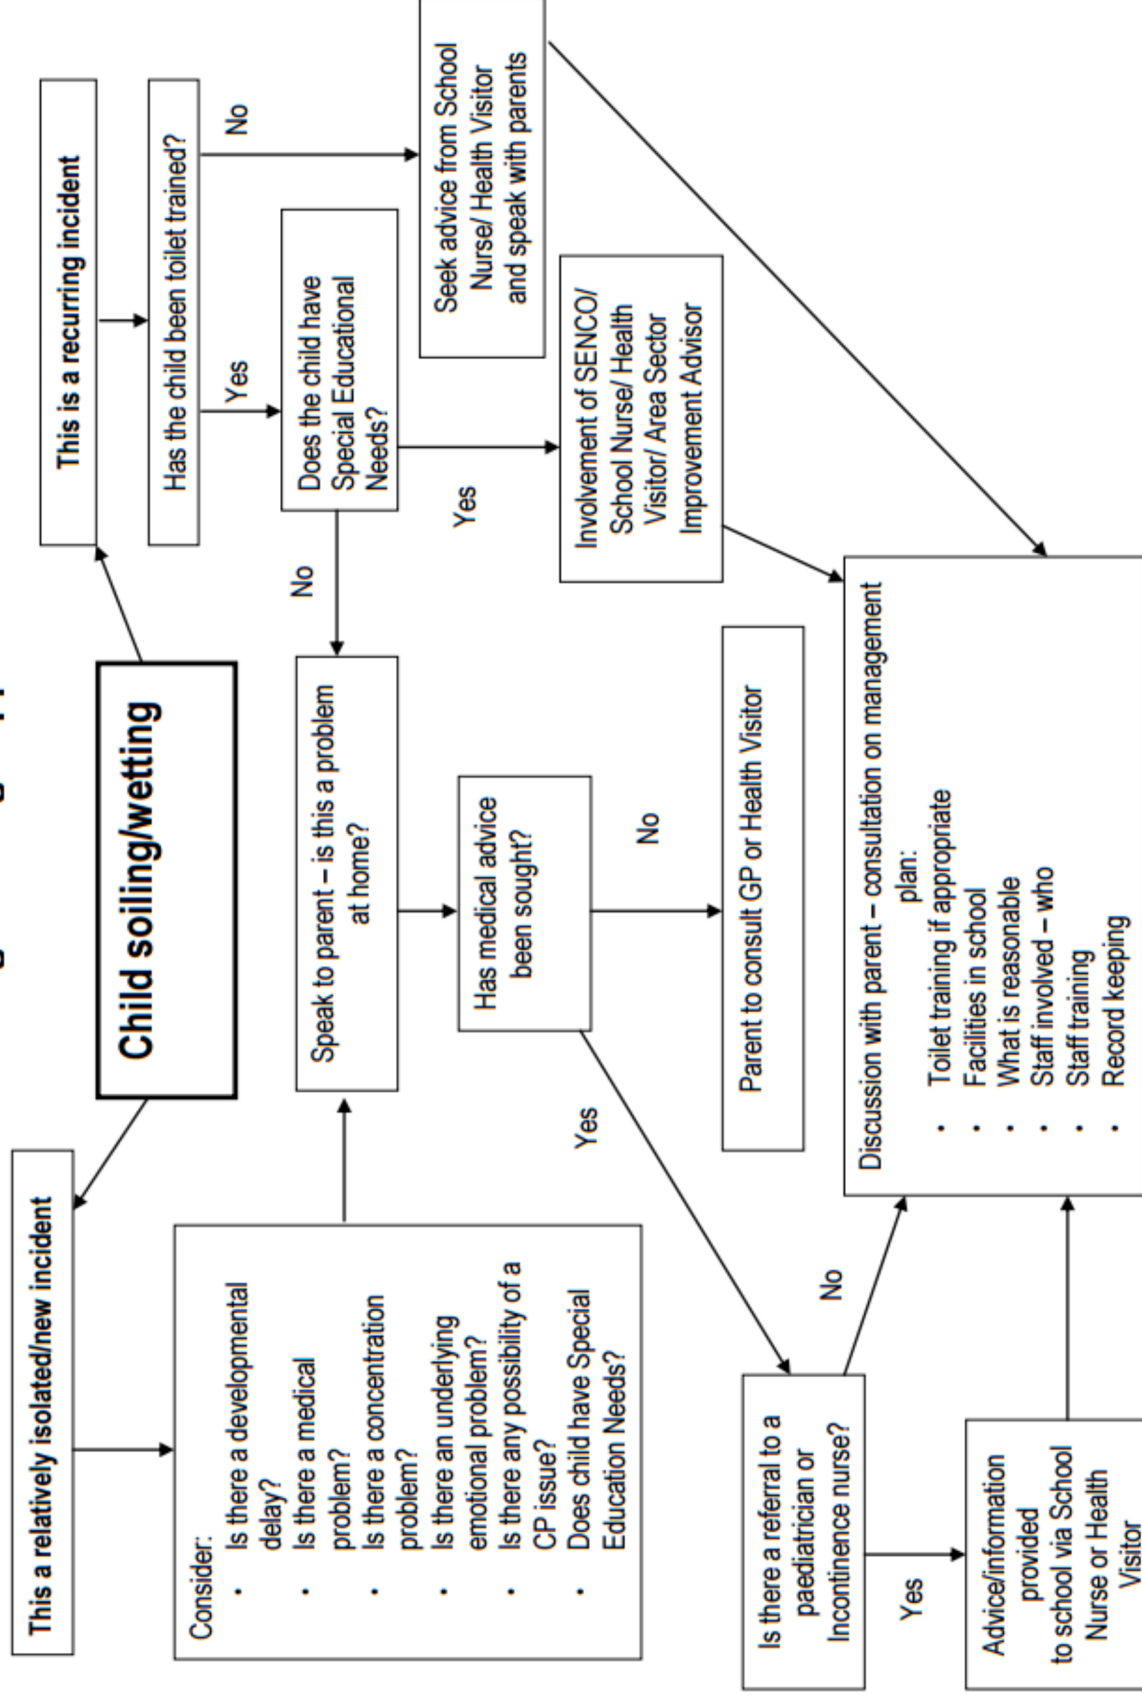 Child soiling/wetting
This a relatively isolated/new incident
This is a recurring incident
Has the child been toilet trained?
No
Yes
Consider:
• Is there a developmental
delay?
• Is there a medical
problem?
• Is there a concentration
problem?
• Is there an underlying
emotional problem?
• Is there any possibility of a
CP issue?
• Does child have Special
Education Needs?
Speak to parent – is this a problem
at home?
No
Does the child have
Special Educational
Needs?
Yes
Seek advice from School
Nurse/ Health Visitor
and speak with parents
Has medical advice
been sought?
Yes
No
Involvement of SENCO/
School Nurse/ Health
Visitor/ Area Sector
Improvement Advisor
Parent to consult GP or Health Visitor
Is there a referral to a
paediatrician or
Incontinence nurse?
No
Yes
Advice/information
provided
to school via School
Nurse or Health
Visitor
Discussion with parent – consultation on management
plan:
• Toilet training if appropriate
• Facilities in school
• What is reasonable
• Staff involved – who
• Staff training
• Record keeping